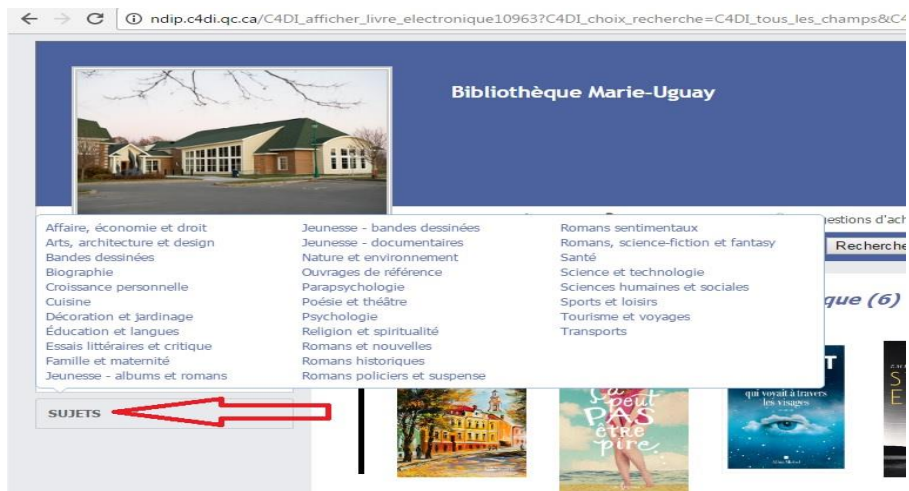 ndip.c4di.qc.ca/C4DI_afficher_livre_electronique10963?C4DI_choix_recherche=C4DI_tous_les_champs&C4
Bibliothèque Marie-Uguay
estions d'ach
Recherche
Affaire, économie et droit
Arts, architecture et design
Bandes dessinées
Biographie
Croissance personnelle
Cuisine
Décoration et jardinage
Éducation et langues
Essais littéraires et critique
Famille et maternité
Jeunesse - albums et romans
Jeunesse - bandes dessinées
Jeunesse - documentaires
Nature et environnement
Ouvrages de référence
Parapsychologie
Poésie et théâtre
Psychologie
Religion et spiritualité
Romans et nouvelles
Romans historiques
Romans policiers et suspense
Romans sentimentaux
Romans, science-fiction et fantasy
Santé
Science et technologie
Sciences humaines et sociales
Sports et loisirs
Tourisme et voyages
Transports
que (6)
SUJETS
peut
PAS
être
pire.
qui voyait à travers
les visages